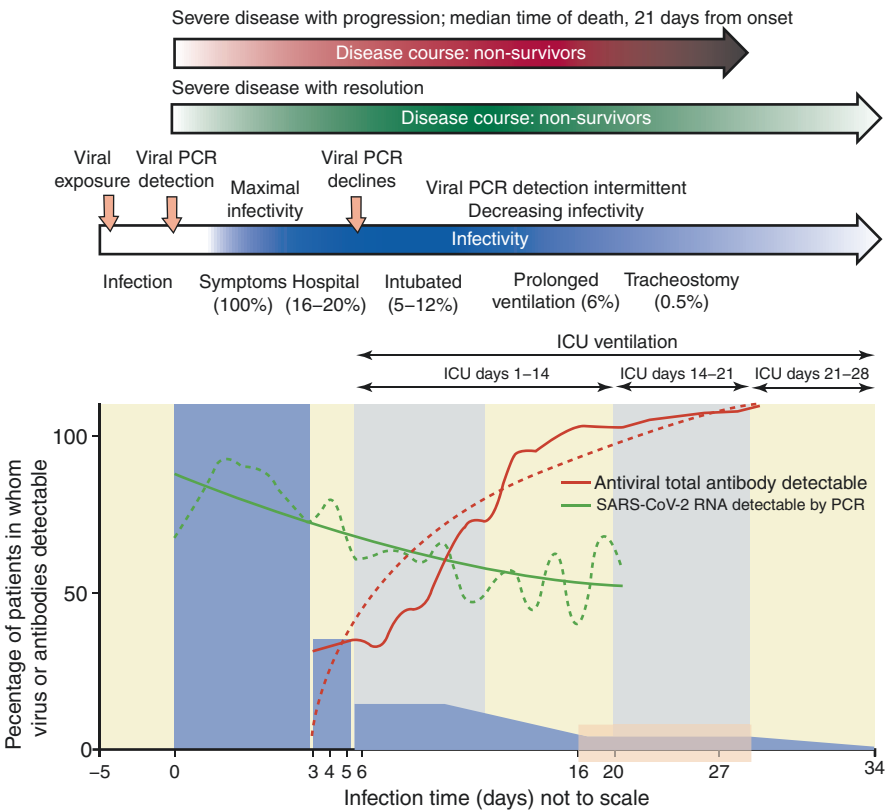 Severe disease with progression; median time of death, 21 days from onset
Disease course: non-survivors
Severe disease with resolution
Disease course: non-survivors
Viral
exposure
Viral PCR
detection
Maximal
infectivity
Viral PCR
declines
Viral PCR detection intermittent
Decreasing infectivity
Infectivity
Infection
Symptoms
(100%)
Hospital
(16–20%)
Intubated
(5–12%)
Prolonged
ventilation (6%)
Tracheostomy
(0.5%)
ICU ventilation
ICU days 1–14
ICU days 14–21
ICU days 21–28
Pecentage of patients in whom
virus or antibodies detectable
100
50
0
Antiviral total antibody detectable
SARS-CoV-2 RNA detectable by PCR
−5 0 3 4 5 6 16 20 27 34
Infection time (days) not to scale